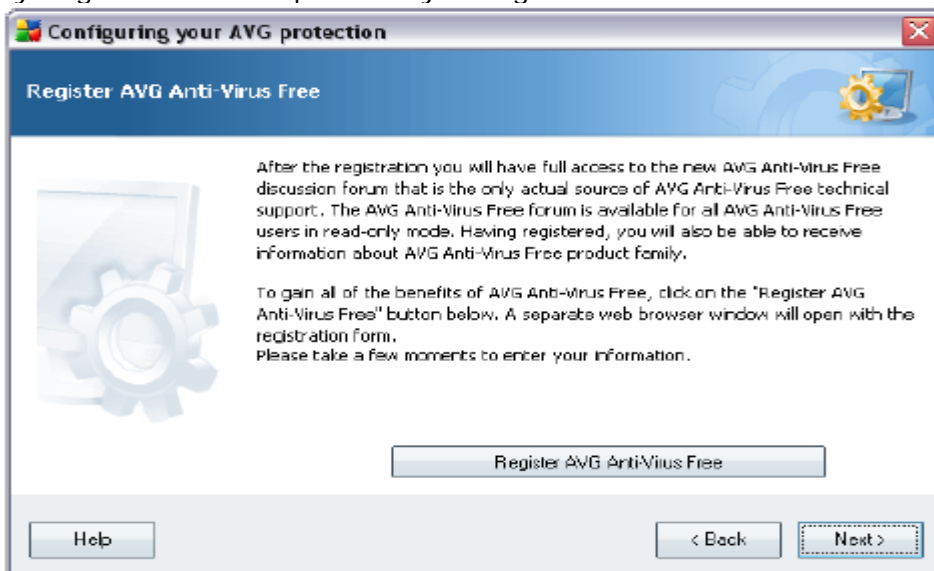 Configuring your AVG protection
Register AVG Anti-Virus Free
After the registration you will have full access to the new AVG Anti-Virus Free
discussion forum that is the only actual source of AVG Anti-Virus Free technical
support. The AVG Anti-Virus Free forum is available for all AVG Anti-Virus Free
users in read-only mode. Having registered, you will also be able to receive
information about AVG Anti-Virus Free product family.
To gain all of the benefits of AVG Anti-Virus Free, click on the "Register AVG
Anti-Virus Free" button below. A separate web browser window will open with the
registration form.
Please take a few moments to enter your information.
Register AVG Anti-Virus Free
Help
< Back
Next >